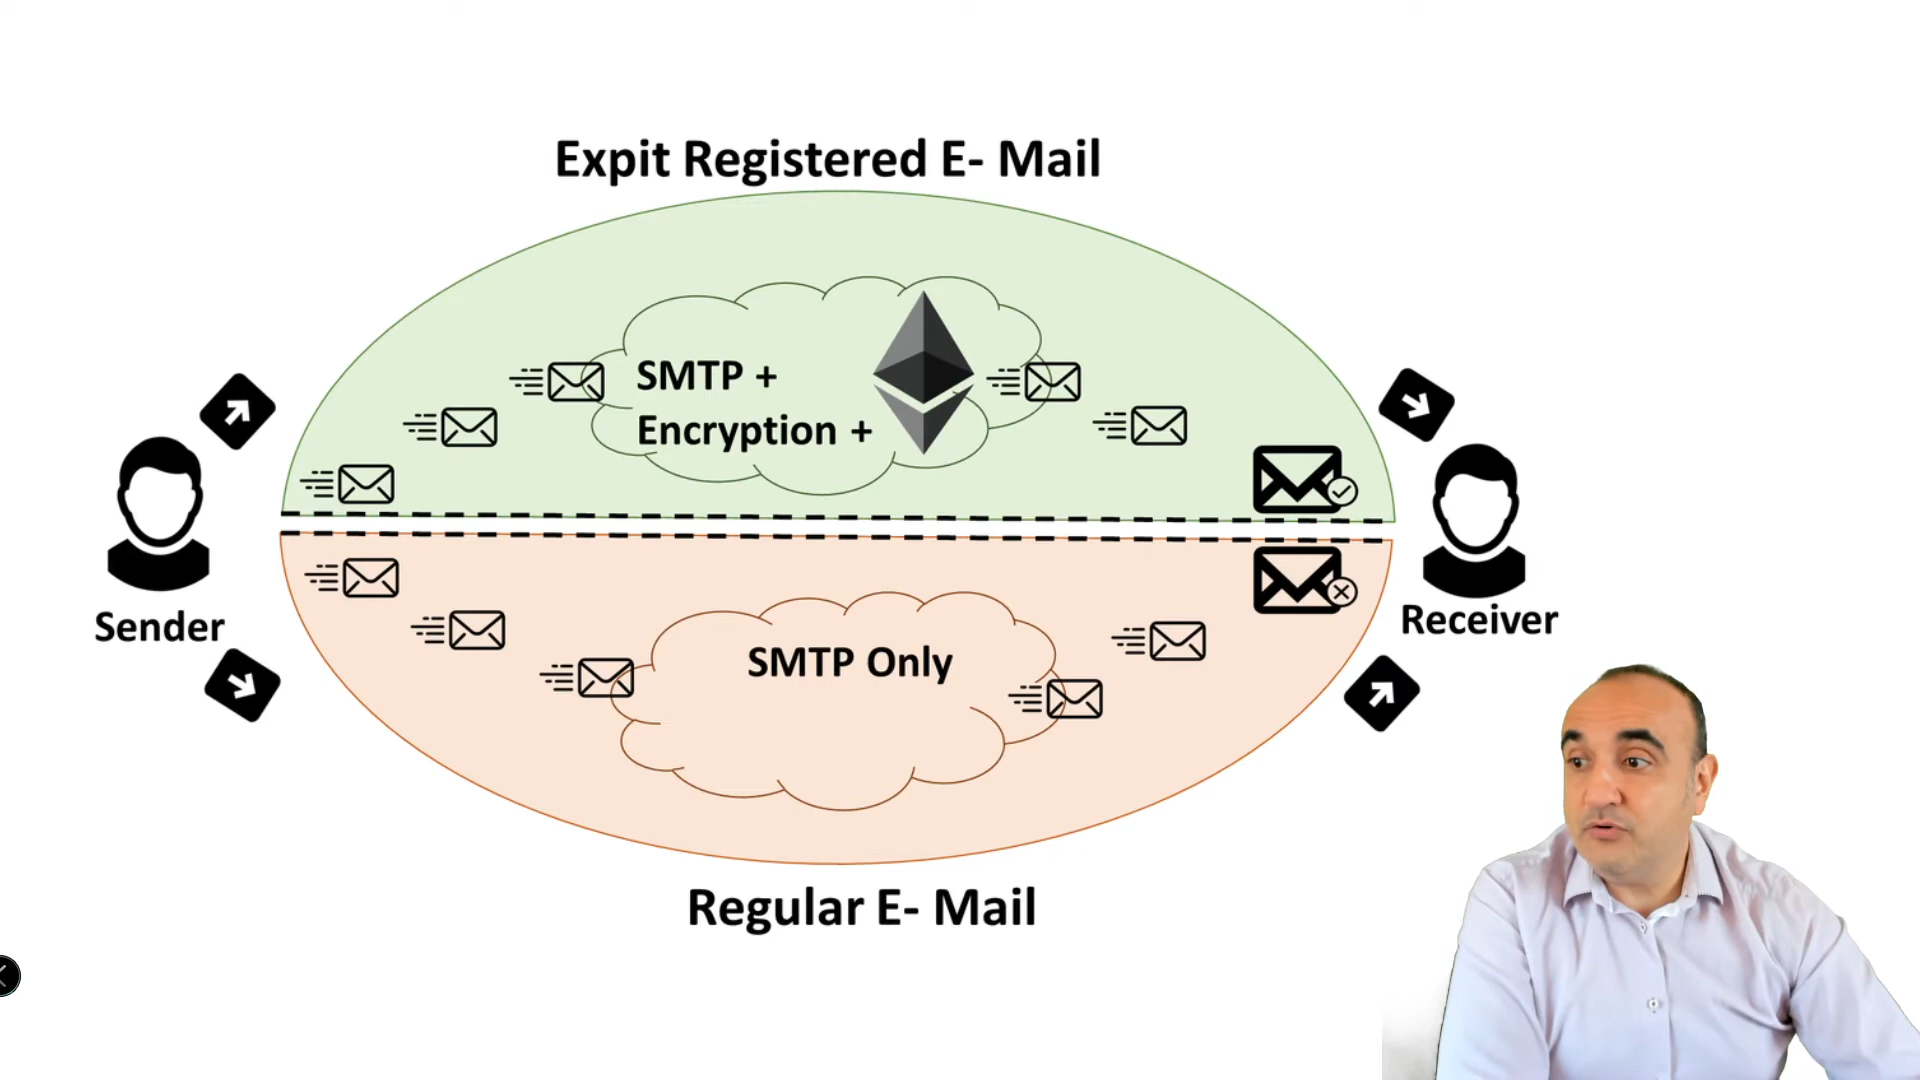 Expit Registered E- Mail
SMTP +
Encryption +
Sender
Receiver
SMTP Only
Regular E- Mail